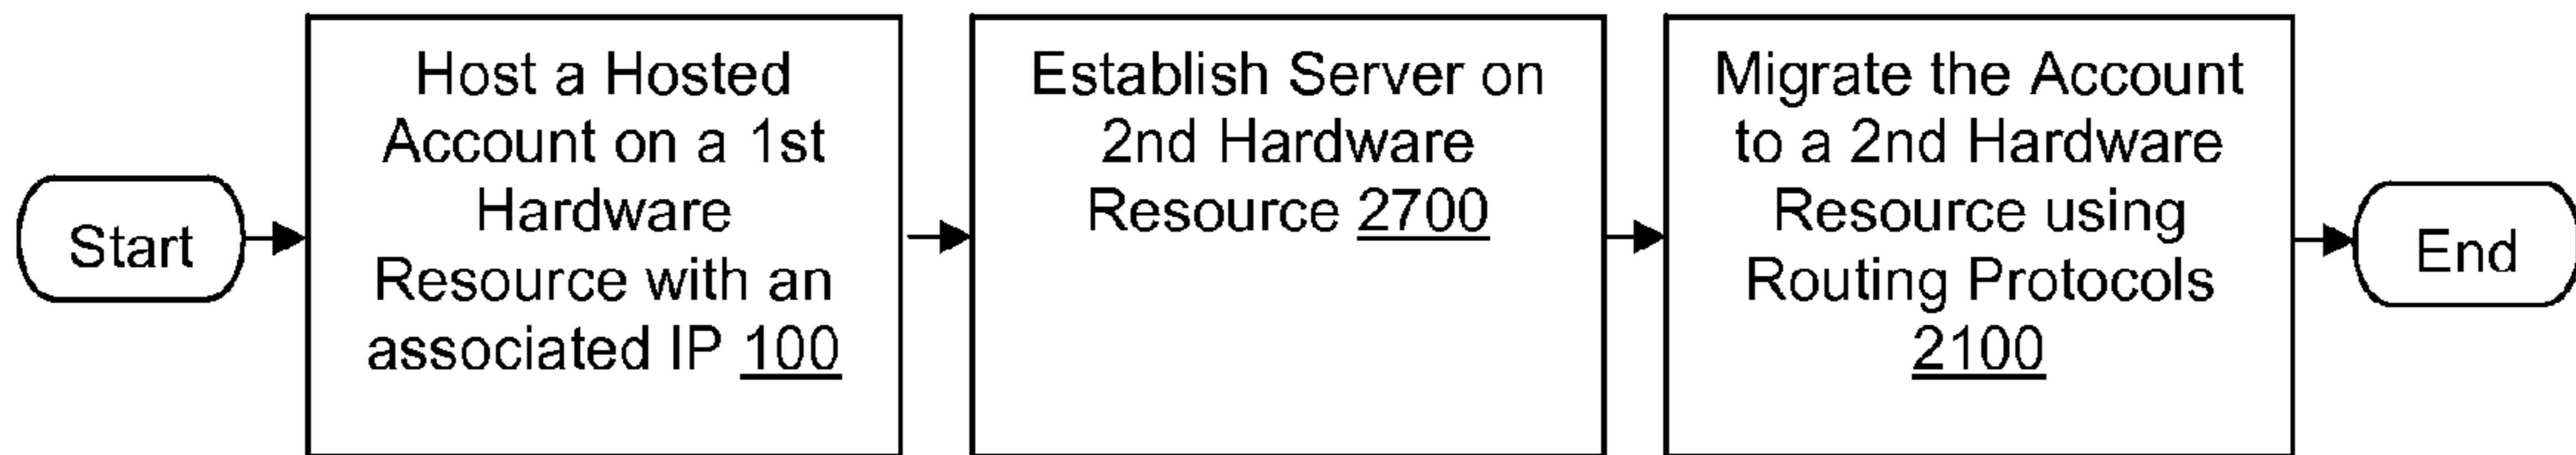 Start
Host a Hosted
Account on a 1st
Hardware
Resource with an
associated IP 100
Establish Server on
2nd Hardware
Resource 2700
Migrate the Account
to a 2nd Hardware
Resource using
Routing Protocols
2100
End